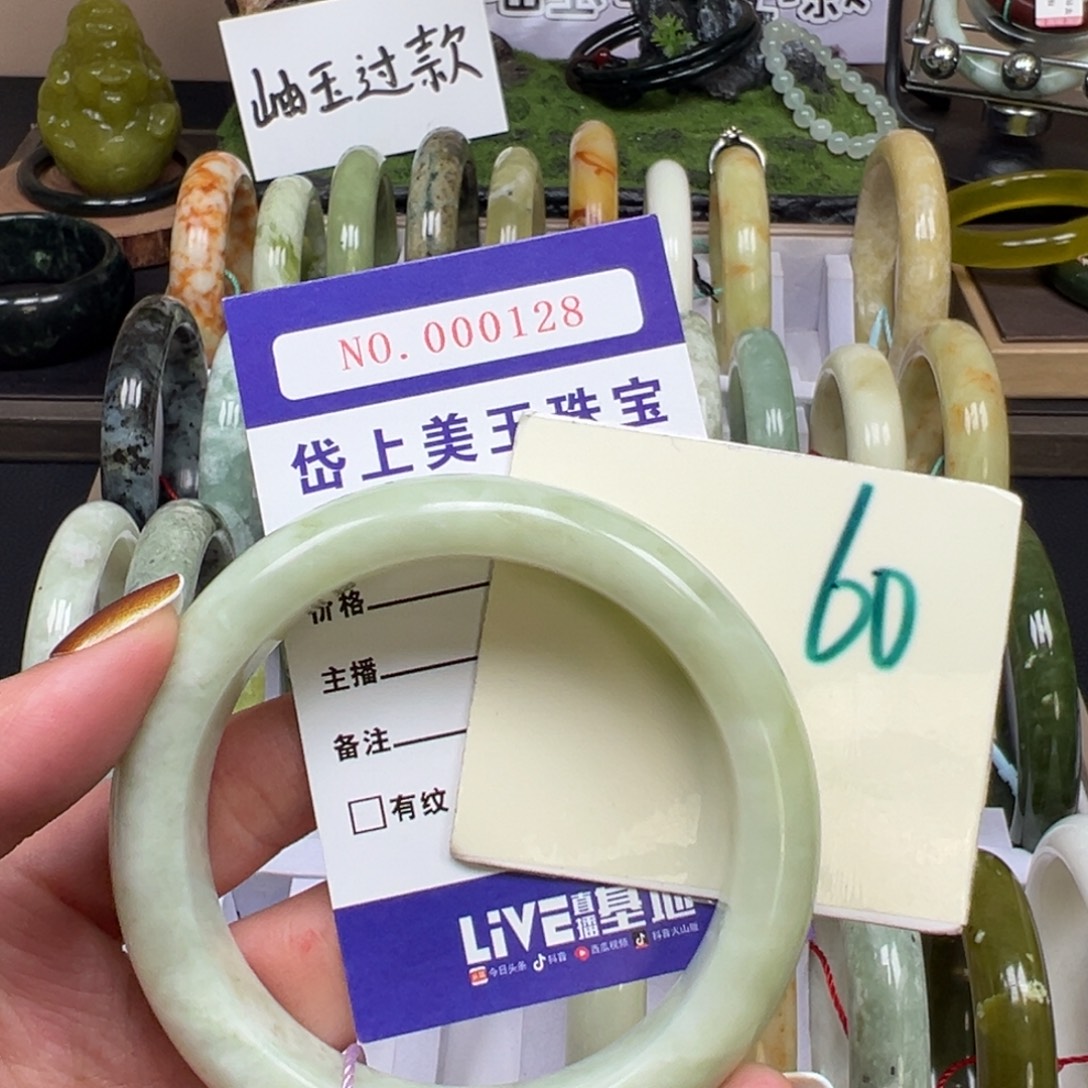 岫玉过款
NO.000128
岱上美玉珠宝
60
价格
主播
备注
有纹
LiVE直播基地
今日头条 抖音 西瓜视频 抖音火山版